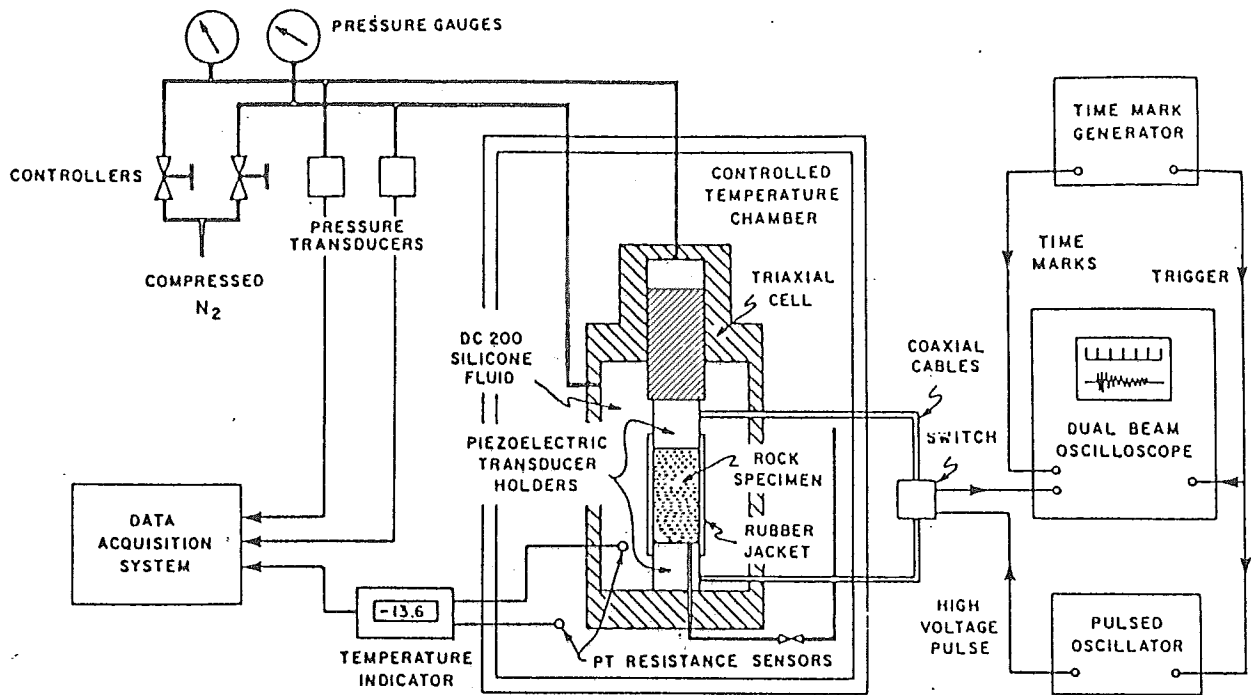 PRESSURE GAUGES
CONTROLLERS
PRESSURE
TRANSDUCERS
COMPRESSED
N2
CONTROLLED
TEMPERATURE
CHAMBER
TRIAXIAL
CELL
DC 200
SILICONE
FLUID
PIEZOELECTRIC
TRANSDUCER
HOLDERS
ROCK
SPECIMEN
RUBBER
JACKET
COAXIAL
CABLES
SWITCH
TIME MARK
GENERATOR
TIME
MARKS
TRIGGER
DUAL BEAM
OSCILLOSCOPE
HIGH
VOLTAGE
PULSE
PULSED
OSCILLATOR
DATA
ACQUISITION
SYSTEM
-13.6
TEMPERATURE
INDICATOR
PT RESISTANCE SENSORS